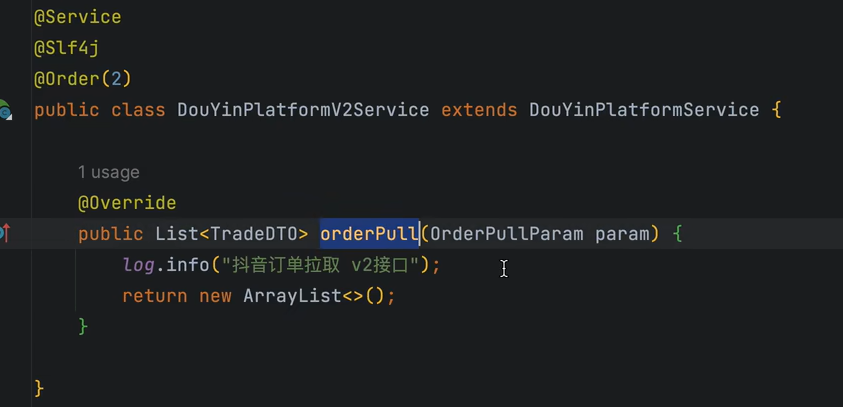 @Service
@Slf4j
@Order(2)
public class DouYinPlatformV2Service extends DouYinPlatformService {
1 usage
@Override
public List<TradeDTO> orderPull(OrderPullParam param) {
log.info("抖音订单拉取 v2接口");
return new ArrayList<>();
}
}